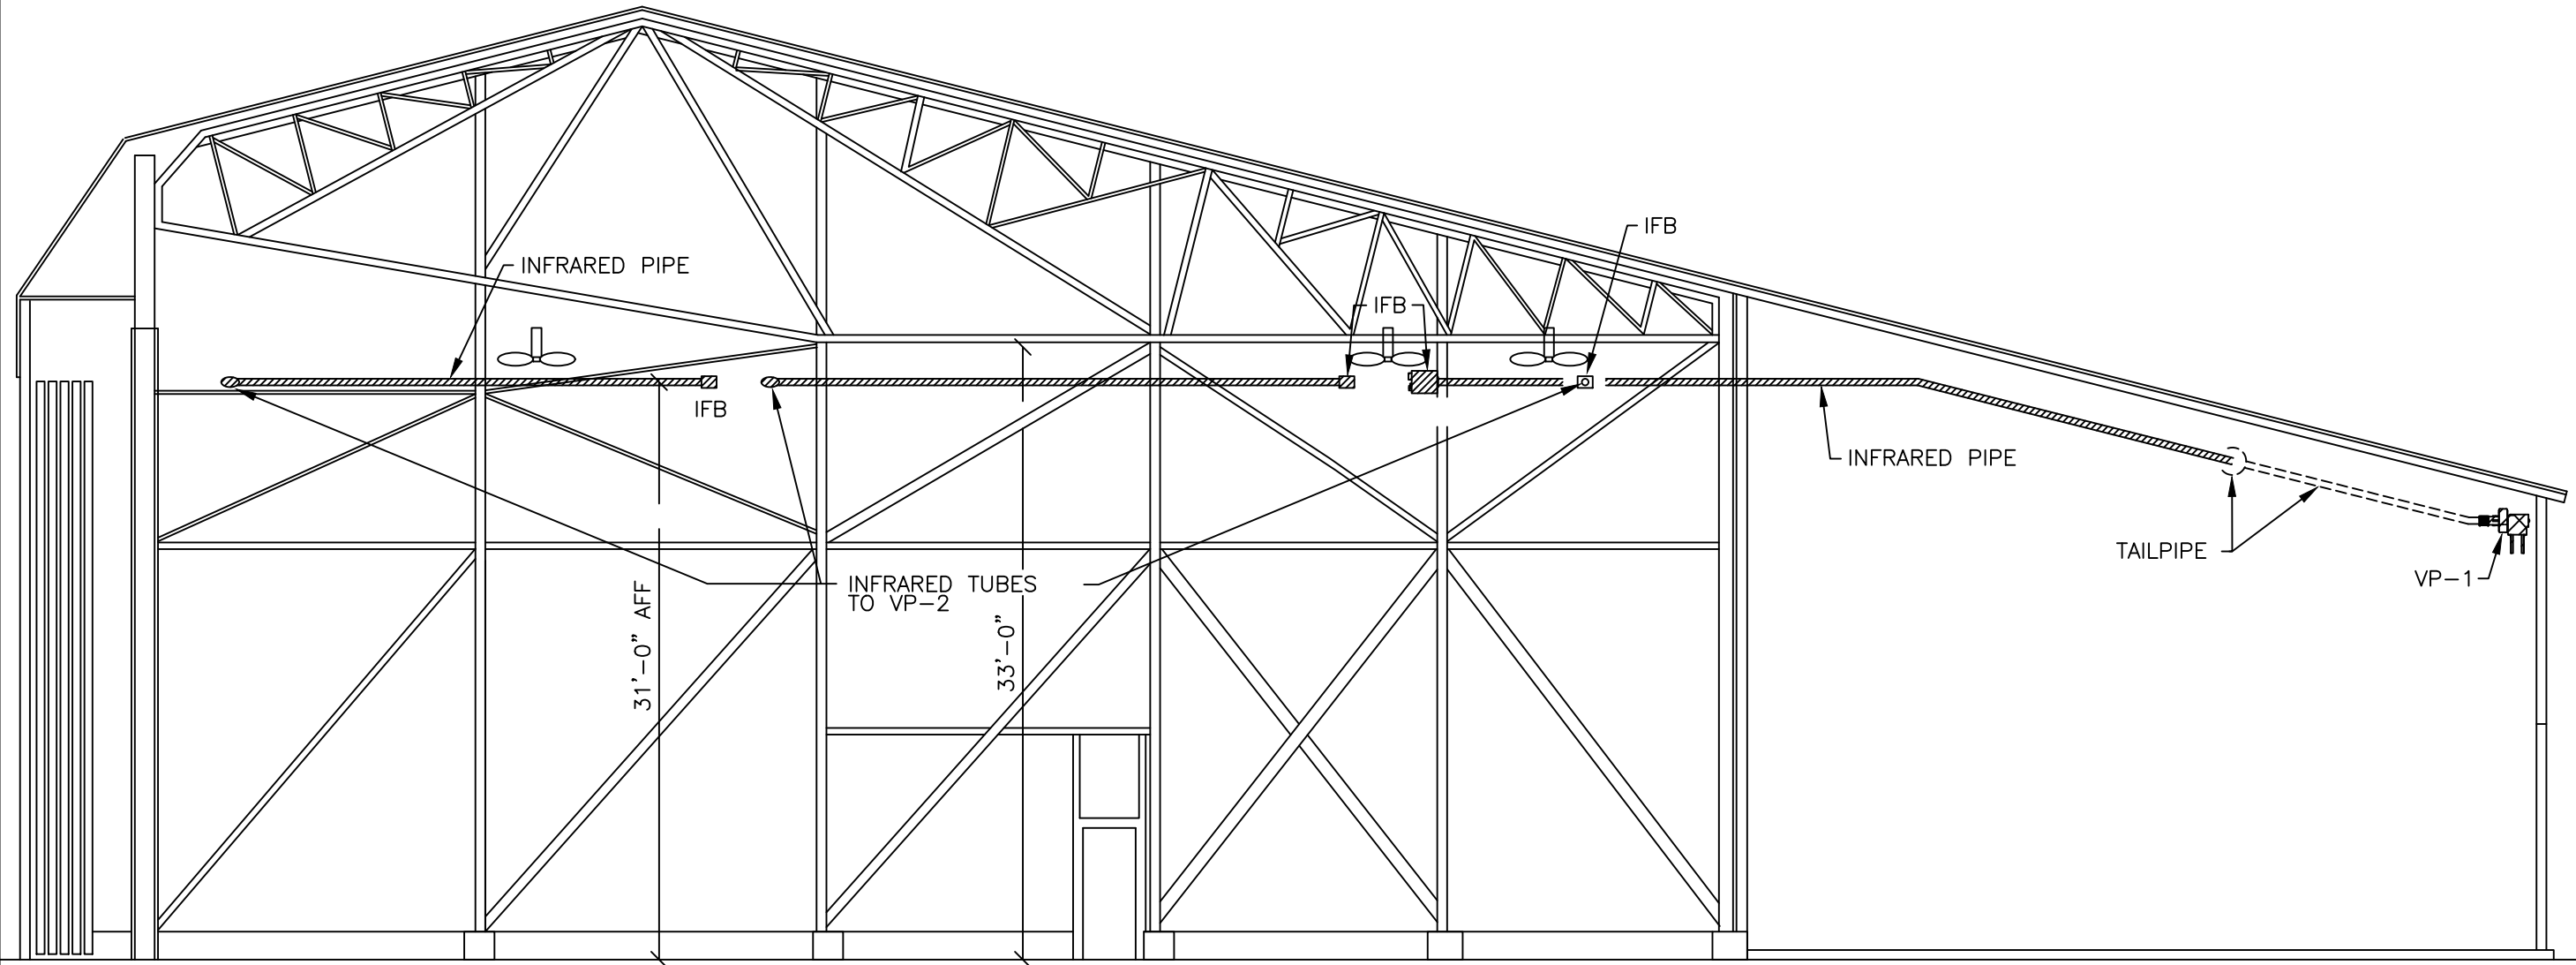 IFB
INFRARED PIPE
IFB
IFB
INFRARED PIPE
TAILPIPE
VP-1
INFRARED TUBES
TO VP-2
31'-0" AFF
33'-0"